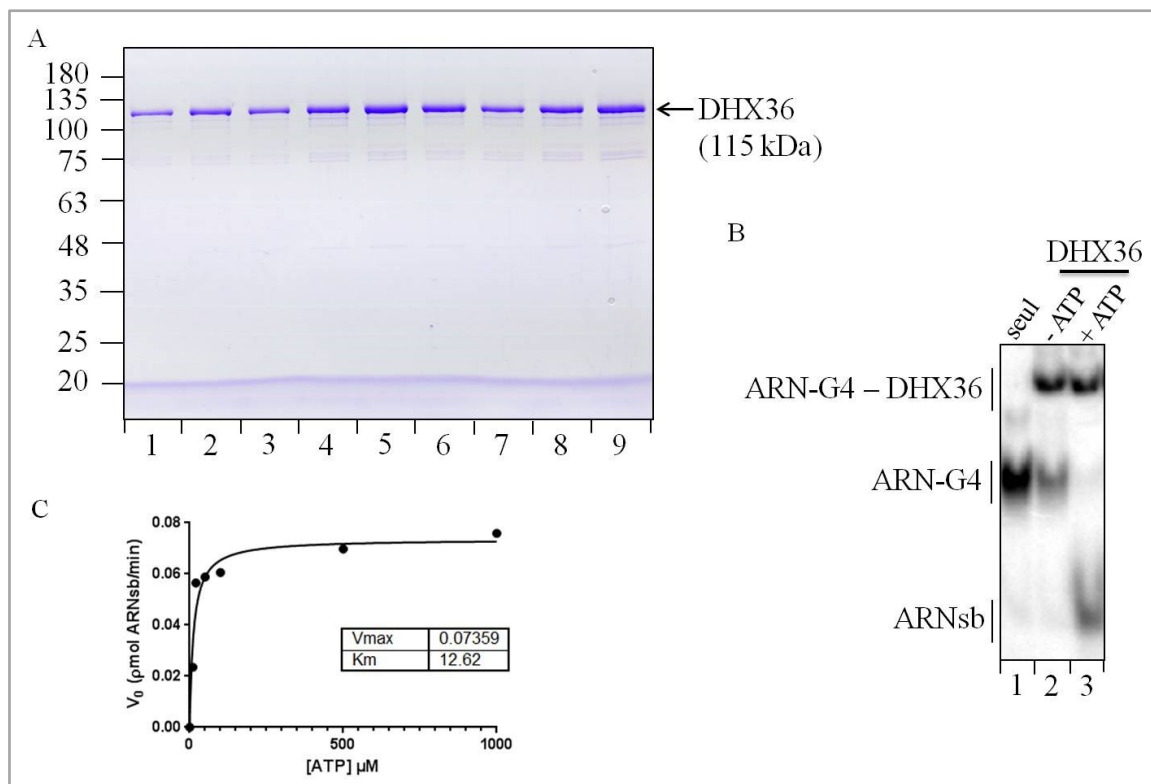 A
180
135
100
75
63
48
35
25
20
DHX36
(115 kDa)
1 2 3 4 5 6 7 8 9
B
DHX36
seul
- ATP
+ ATP
ARN-G4 – DHX36
ARN-G4
ARNsb
1 2 3
C
V0 (ρmol ARNsb/min)
0.08
0.06
0.04
0.02
0.00
Vmax 0.07359
Km 12.62
0 500 1000
[ATP] µM